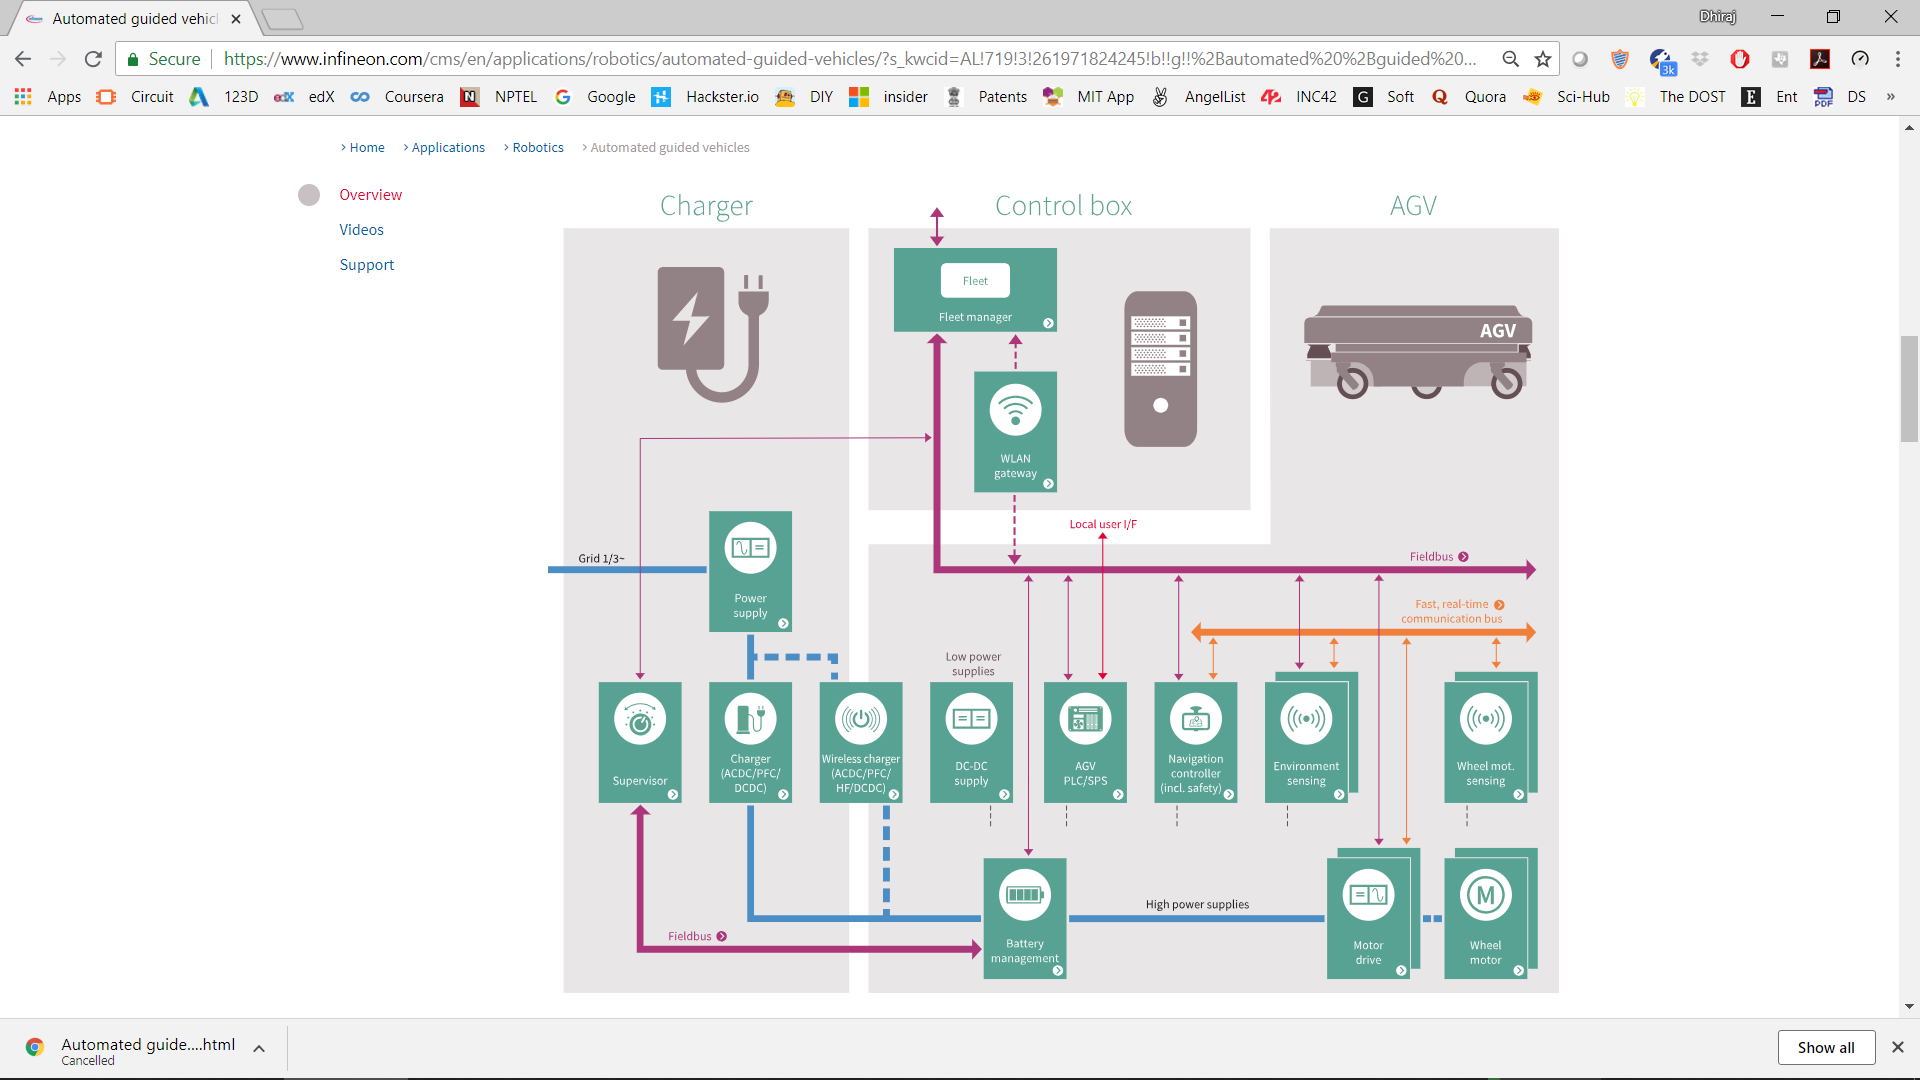 Automated guided vehic
Dhiraj
Secure
https://www.infineon.com/cms/en/applications/robotics/automated-guided-vehicles/?s_kwcid=AL!719!3!261971824245!b!!g!!%2Bautomated%20%2Bguided%20...
3k
Apps Circuit 123D edX Coursera NPTEL Google Hackster.io DIY insider Patents MIT App AngelList INC42 Soft Quora Sci-Hub The DOST Ent DS »
› Home › Applications › Robotics › Automated guided vehicles
Overview
Videos
Support
Charger
Control box
AGV
Fleet
Fleet manager
AGV
WLAN
gateway
Local user I/F
Grid 1/3~
Fieldbus
Power
supply
Fast, real-time
communication bus
Low power
supplies
Supervisor
Charger
(ACDC/PFC/
DCDC)
Wireless charger
(ACDC/PFC/
HF/DCDC)
DC-DC
supply
AGV
PLC/SPS
Navigation
controller
(incl. safety)
Environment
sensing
Wheel mot.
sensing
High power supplies
M
Fieldbus
Battery
management
Motor
drive
Wheel
motor
Automated guide....html
Cancelled
Show all